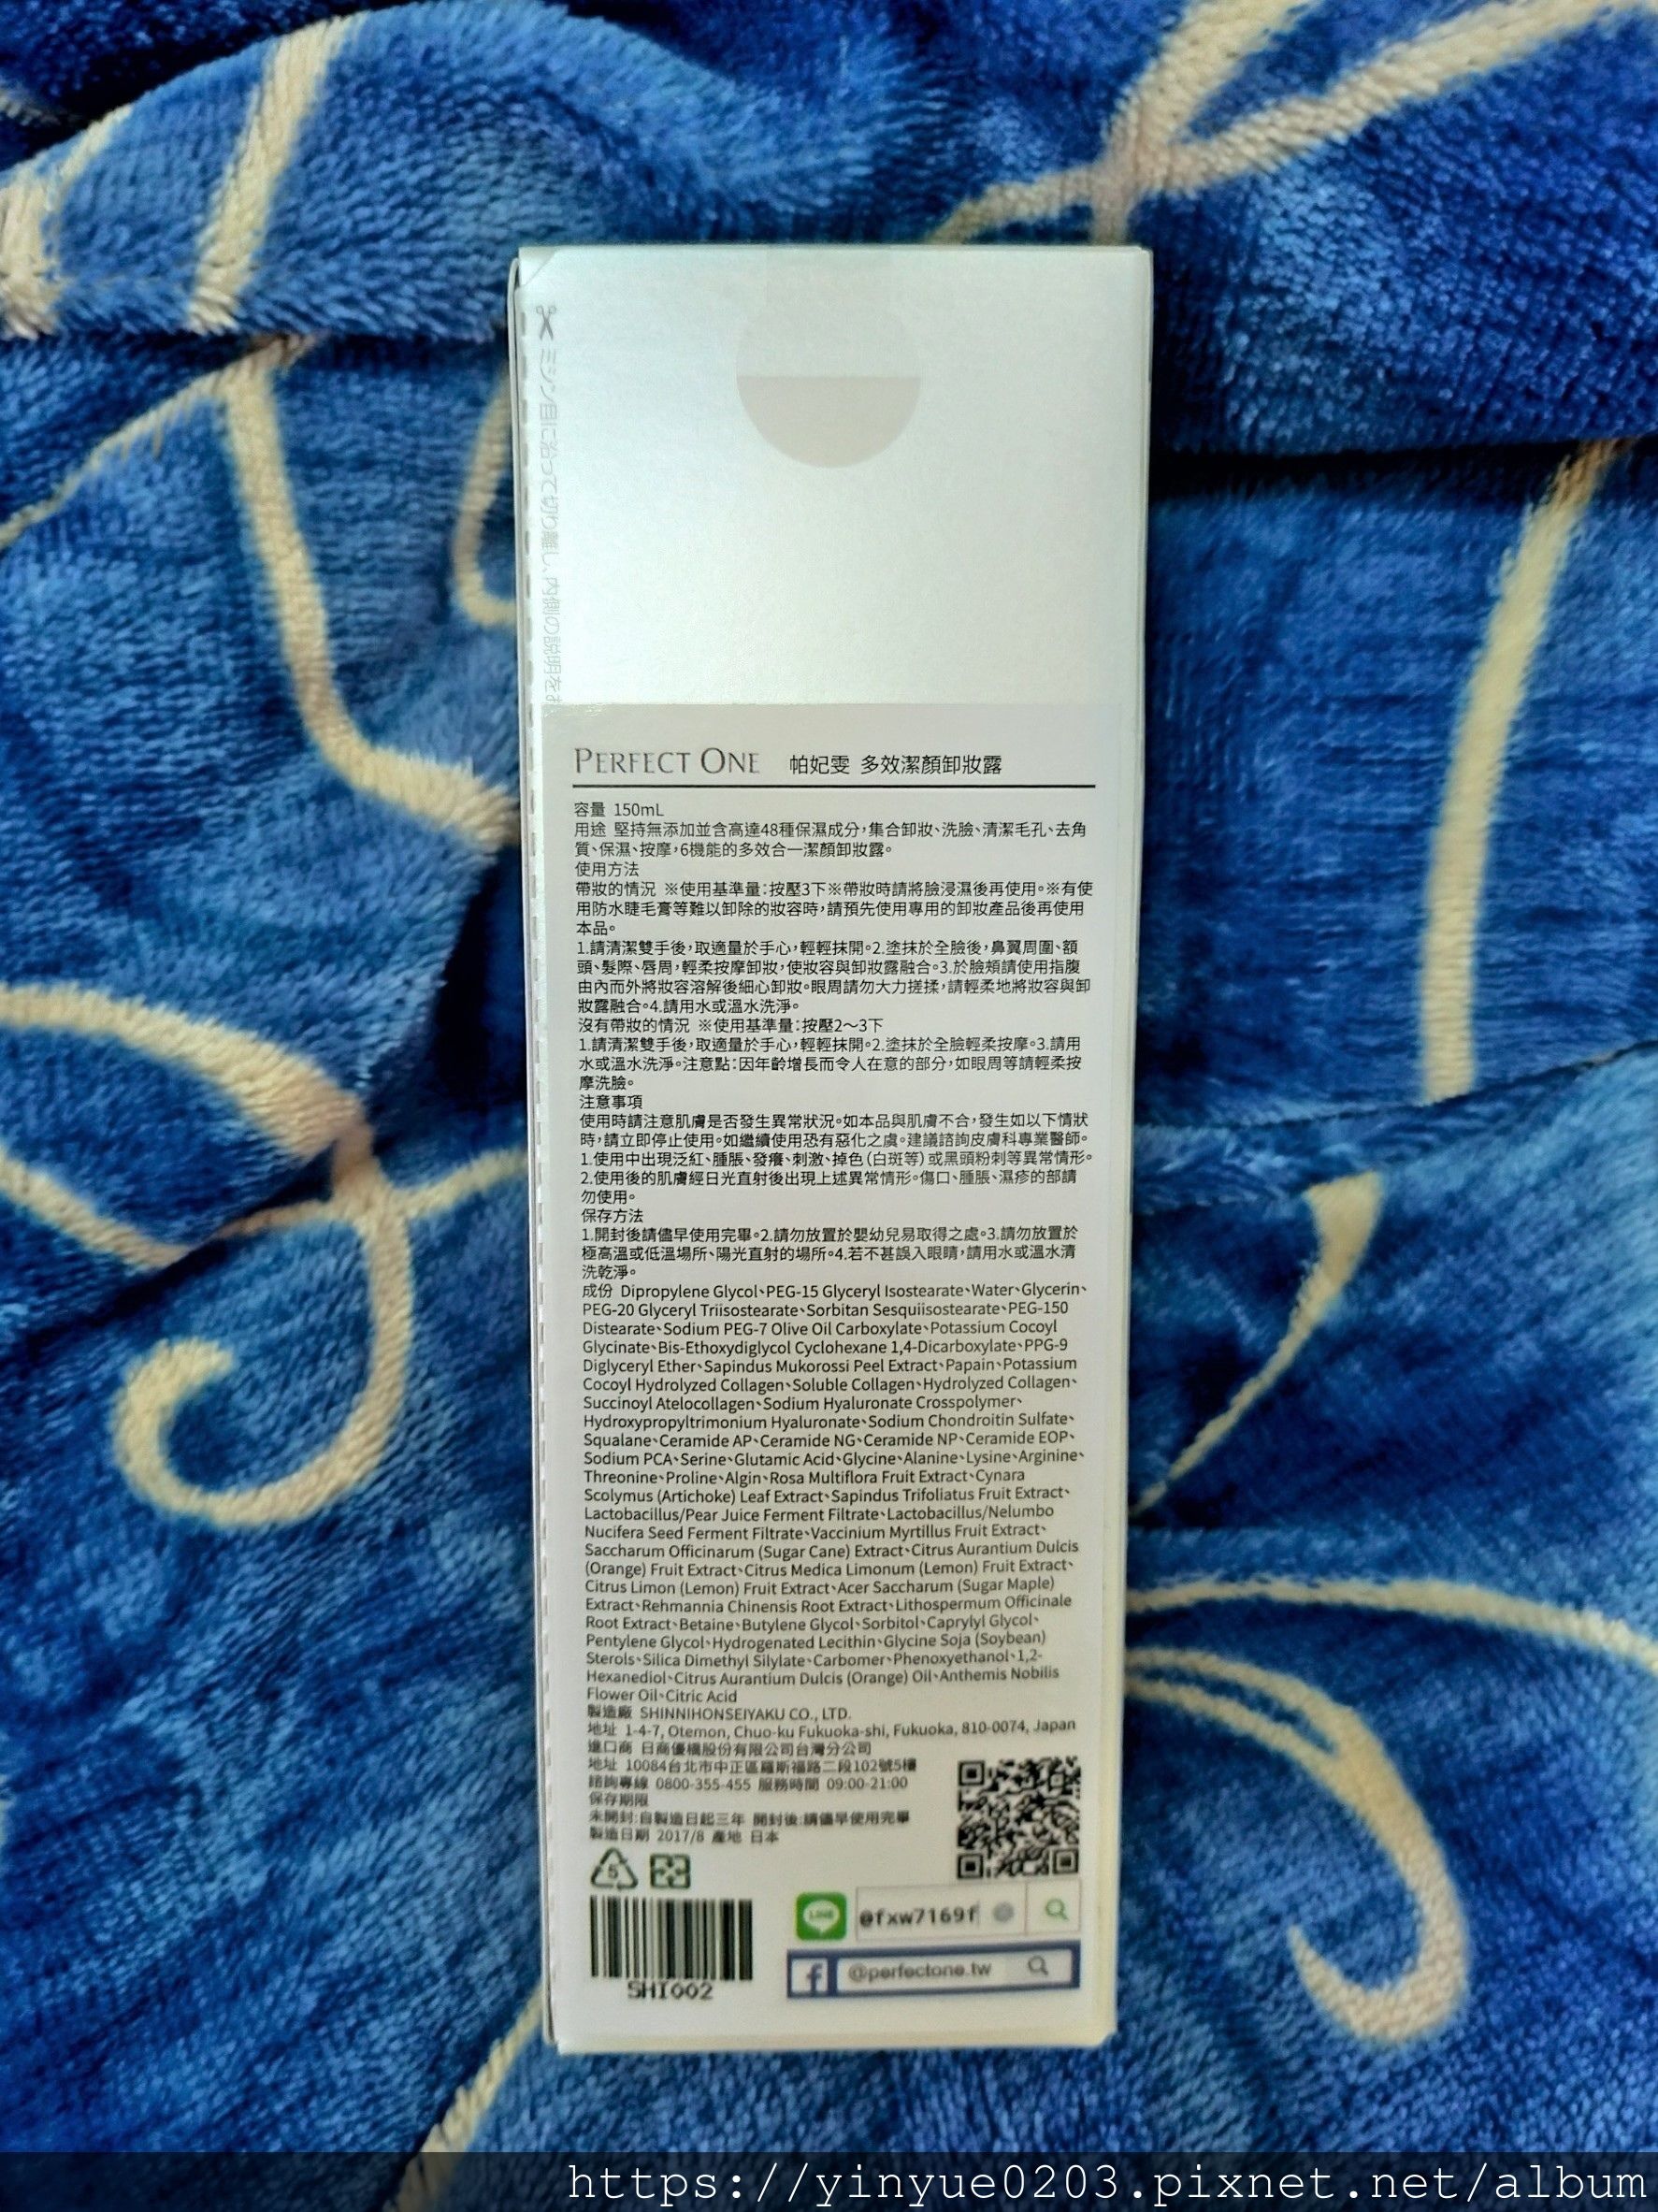 ミシン目に沿って切り離し、内側の説明をお
PERFECT ONE 帕妃雯 多效潔顏卸妝露
容量 150mL
用途 堅持無添加並含高達48種保濕成分，集合卸妝、洗臉、清潔毛孔、去角
質、保濕、按摩，6機能的多效合一潔顏卸妝露。
使用方法
帶妝的情況 ※使用基準量：按壓3下※帶妝時請將臉浸濕後再使用。※有使
用防水睫毛膏等難以卸除的妝容時，請預先使用專用的卸妝產品後再使用
本品。
1.請清潔雙手後，取適量於手心，輕輕抹開。2.塗抹於全臉後，鼻翼周圍、額
頭、髮際、唇周，輕柔按摩卸妝，使妝容與卸妝露融合。3.於臉頰請使用指腹
由內而外將妝容溶解後細心卸妝。眼周請勿大力搓揉，請輕柔地將妝容與卸
妝露融合。4.請用水或溫水洗淨。
沒有帶妝的情況 ※使用基準量：按壓2～3下
1.請清潔雙手後，取適量於手心，輕輕抹開。2.塗抹於全臉輕柔按摩。3.請用
水或溫水洗淨。注意點：因年齡增長而令人在意的部分，如眼周等請輕柔按
摩洗臉。
注意事項
使用時請注意肌膚是否發生異常狀況。如本品與肌膚不合，發生如以下情狀
時，請立即停止使用。如繼續使用恐有惡化之虞。建議諮詢皮膚科專業醫師。
1.使用中出現泛紅、腫脹、發癢、刺激、掉色（白斑等）或黑頭粉刺等異常情形。
2.使用後的肌膚經日光直射後出現上述異常情形。傷口、腫脹、濕疹的部請
勿使用。
保存方法
1.開封後請儘早使用完畢。2.請勿放置於嬰幼兒易取得之處。3.請勿放置於
極高溫或低溫場所、陽光直射的場所。4.若不甚誤入眼睛，請用水或溫水清
洗乾淨。
成份 Dipropylene Glycol、PEG-15 Glyceryl Isostearate、Water、Glycerin、
PEG-20 Glyceryl Triisostearate、Sorbitan Sesquiisostearate、PEG-150
Distearate、Sodium PEG-7 Olive Oil Carboxylate、Potassium Cocoyl
Glycinate、Bis-Ethoxydiglycol Cyclohexane 1,4-Dicarboxylate、PPG-9
Diglyceryl Ether、Sapindus Mukorossi Peel Extract、Papain、Potassium
Cocoyl Hydrolyzed Collagen、Soluble Collagen、Hydrolyzed Collagen、
Succinoyl Atelocollagen、Sodium Hyaluronate Crosspolymer、
Hydroxypropyltrimonium Hyaluronate、Sodium Chondroitin Sulfate、
Squalane、Ceramide AP、Ceramide NG、Ceramide NP、Ceramide EOP、
Sodium PCA、Serine、Glutamic Acid、Glycine、Alanine、Lysine、Arginine、
Threonine、Proline、Algin、Rosa Multiflora Fruit Extract、Cynara
Scolymus (Artichoke) Leaf Extract、Sapindus Trifoliatus Fruit Extract、
Lactobacillus/Pear Juice Ferment Filtrate、Lactobacillus/Nelumbo
Nucifera Seed Ferment Filtrate、Vaccinium Myrtillus Fruit Extract、
Saccharum Officinarum (Sugar Cane) Extract、Citrus Aurantium Dulcis
(Orange) Fruit Extract、Citrus Medica Limonum (Lemon) Fruit Extract、
Citrus Limon (Lemon) Fruit Extract、Acer Saccharum (Sugar Maple)
Extract、Rehmannia Chinensis Root Extract、Lithospermum Officinale
Root Extract、Betaine、Butylene Glycol、Sorbitol、Caprylyl Glycol、
Pentylene Glycol、Hydrogenated Lecithin、Glycine Soja (Soybean)
Sterols、Silica Dimethyl Silylate、Carbomer、Phenoxyethanol、1,2-
Hexanediol、Citrus Aurantium Dulcis (Orange) Oil、Anthemis Nobilis
Flower Oil、Citric Acid
製造廠 SHINNIHONSEIYAKU CO., LTD.
地址 1-4-7, Otemon, Chuo-ku Fukuoka-shi, Fukuoka, 810-0074, Japan
進口商 日商優機股份有限公司台灣分公司
地址 10084台北市中正區羅斯福路二段102號5樓
諮詢專線 0800-355-455 服務時間 09:00-21:00
保存期限
未開封：自製造日起三年 開封後：請儘早使用完畢
製造日期 2017/8 產地 日本
5
LINE @fxw7169f
f @perfectone.tw
SHI002
https://yinyue0203.pixnet.net/album